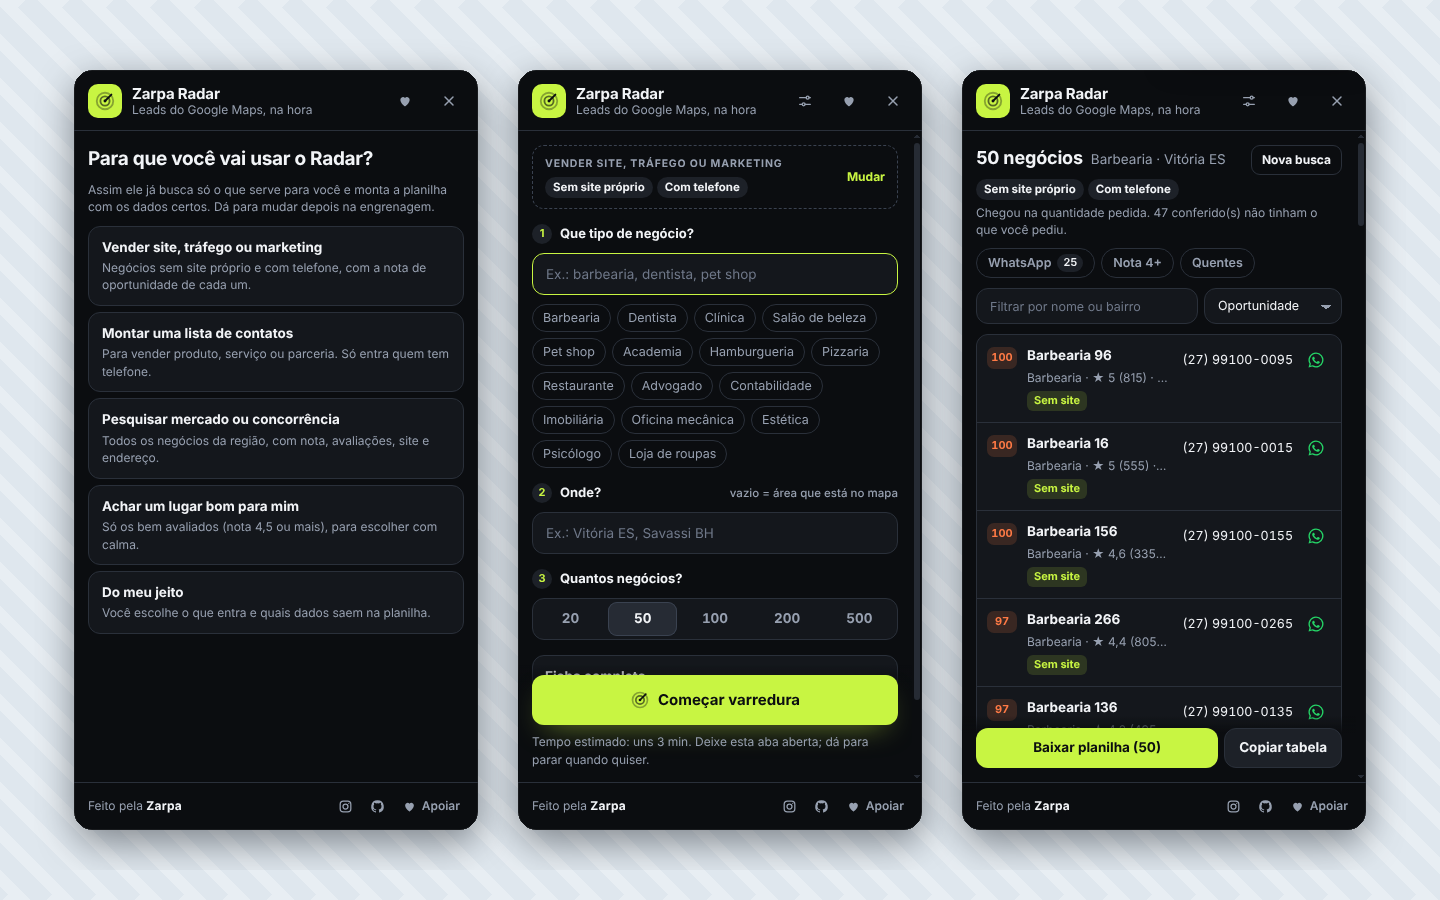 Zarpa Radar
Leads do Google Maps, na hora
Para que você vai usar o Radar?
Assim ele já busca só o que serve para você e monta a planilha
com os dados certos. Dá para mudar depois na engrenagem.
Vender site, tráfego ou marketing
Negócios sem site próprio e com telefone, com a nota de
oportunidade de cada um.
Montar uma lista de contatos
Para vender produto, serviço ou parceria. Só entra quem tem
telefone.
Pesquisar mercado ou concorrência
Todos os negócios da região, com nota, avaliações, site e
endereço.
Achar um lugar bom para mim
Só os bem avaliados (nota 4,5 ou mais), para escolher com
calma.
Do meu jeito
Você escolhe o que entra e quais dados saem na planilha.
Feito pela Zarpa
Apoiar
Zarpa Radar
Leads do Google Maps, na hora
VENDER SITE, TRÁFEGO OU MARKETING
Sem site próprio Com telefone
Mudar
1 Que tipo de negócio?
Ex.: barbearia, dentista, pet shop
Barbearia Dentista Clínica Salão de beleza
Pet shop Academia Hamburgueria Pizzaria
Restaurante Advogado Contabilidade
Imobiliária Oficina mecânica Estética
Psicólogo Loja de roupas
2 Onde? vazio = área que está no mapa
Ex.: Vitória ES, Savassi BH
3 Quantos negócios?
20 50 100 200 500
Começar varredura
Tempo estimado: uns 3 min. Deixe esta aba aberta; dá para
parar quando quiser.
Feito pela Zarpa
Apoiar
Zarpa Radar
Leads do Google Maps, na hora
50 negócios Barbearia · Vitória ES Nova busca
Sem site próprio Com telefone
Chegou na quantidade pedida. 47 conferido(s) não tinham o
que você pediu.
WhatsApp 25 Nota 4+ Quentes
Filtrar por nome ou bairro Oportunidade
100 Barbearia 96 (27) 99100-0095
Barbearia · ★ 5 (815) · ...
Sem site
100 Barbearia 16 (27) 99100-0015
Barbearia · ★ 5 (555) ·...
Sem site
100 Barbearia 156 (27) 99100-0155
Barbearia · ★ 4,6 (335...
Sem site
97 Barbearia 266 (27) 99100-0265
Barbearia · ★ 4,4 (805...
Sem site
97 Barbearia 136 (27) 99100-0135
Baixar planilha (50) Copiar tabela
Feito pela Zarpa
Apoiar